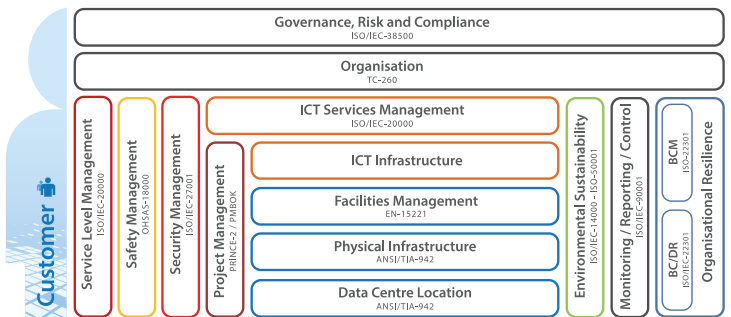 Governance, Risk and Compliance
ISO/IEC-38500
Organisation
TC-260
Customer
Service Level Management
ISO/IEC-20000
Safety Management
OHSAS-18000
Security Management
ISO/IEC-27001
ICT Services Management
ISO/IEC-20000
Project Management
PRINCE-2 / PMBOK
ICT Infrastructure
Facilities Management
EN-15221
Physical Infrastructure
ANSI/TIA-942
Data Centre Location
ANSI/TIA-942
Environmental Sustainability
ISO/IEC-14000 - ISO-50001
Monitoring / Reporting / Control
ISO/IEC-90001
BCM
ISO-22301
BC/DR
ISO/IEC-22301
Organisational Resilience